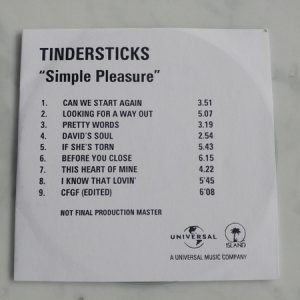 TINDERSTICKS
"Simple Pleasure"
1. CAN WE START AGAIN 3.51
2. LOOKING FOR A WAY OUT 5.07
3. PRETTY WORDS 3.19
4. DAVID'S SOUL 2.54
5. IF SHE'S TORN 5.43
6. BEFORE YOU CLOSE 6.15
7. THIS HEART OF MINE 4.22
8. I KNOW THAT LOVIN' 5'45
9. CFGF (EDITED) 6'08
NOT FINAL PRODUCTION MASTER
UNIVERSAL
ISLAND
A UNIVERSAL MUSIC COMPANY